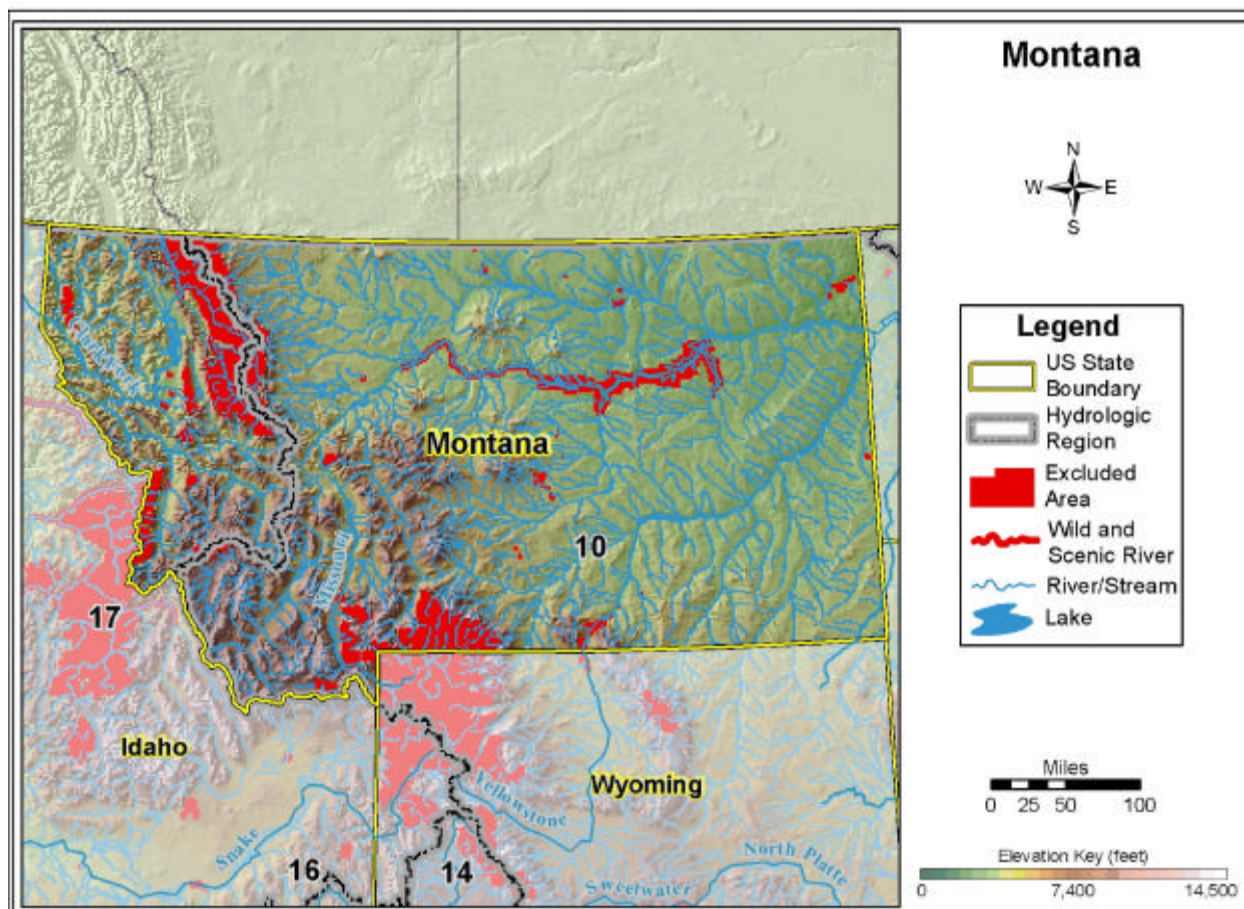 Montana
N
W E
S
Legend
US State
Boundary
Hydrologic
Region
Excluded
Area
Wild and
Scenic River
River/Stream
Lake
Miles
0 25 50 100
Elevation Key (feet)
0 7,400 14,500
Clark Fork
Montana
Missouri
10
17
Idaho
Wyoming
Yellowstone
Snake
16
14
North Platte
Sweetwater